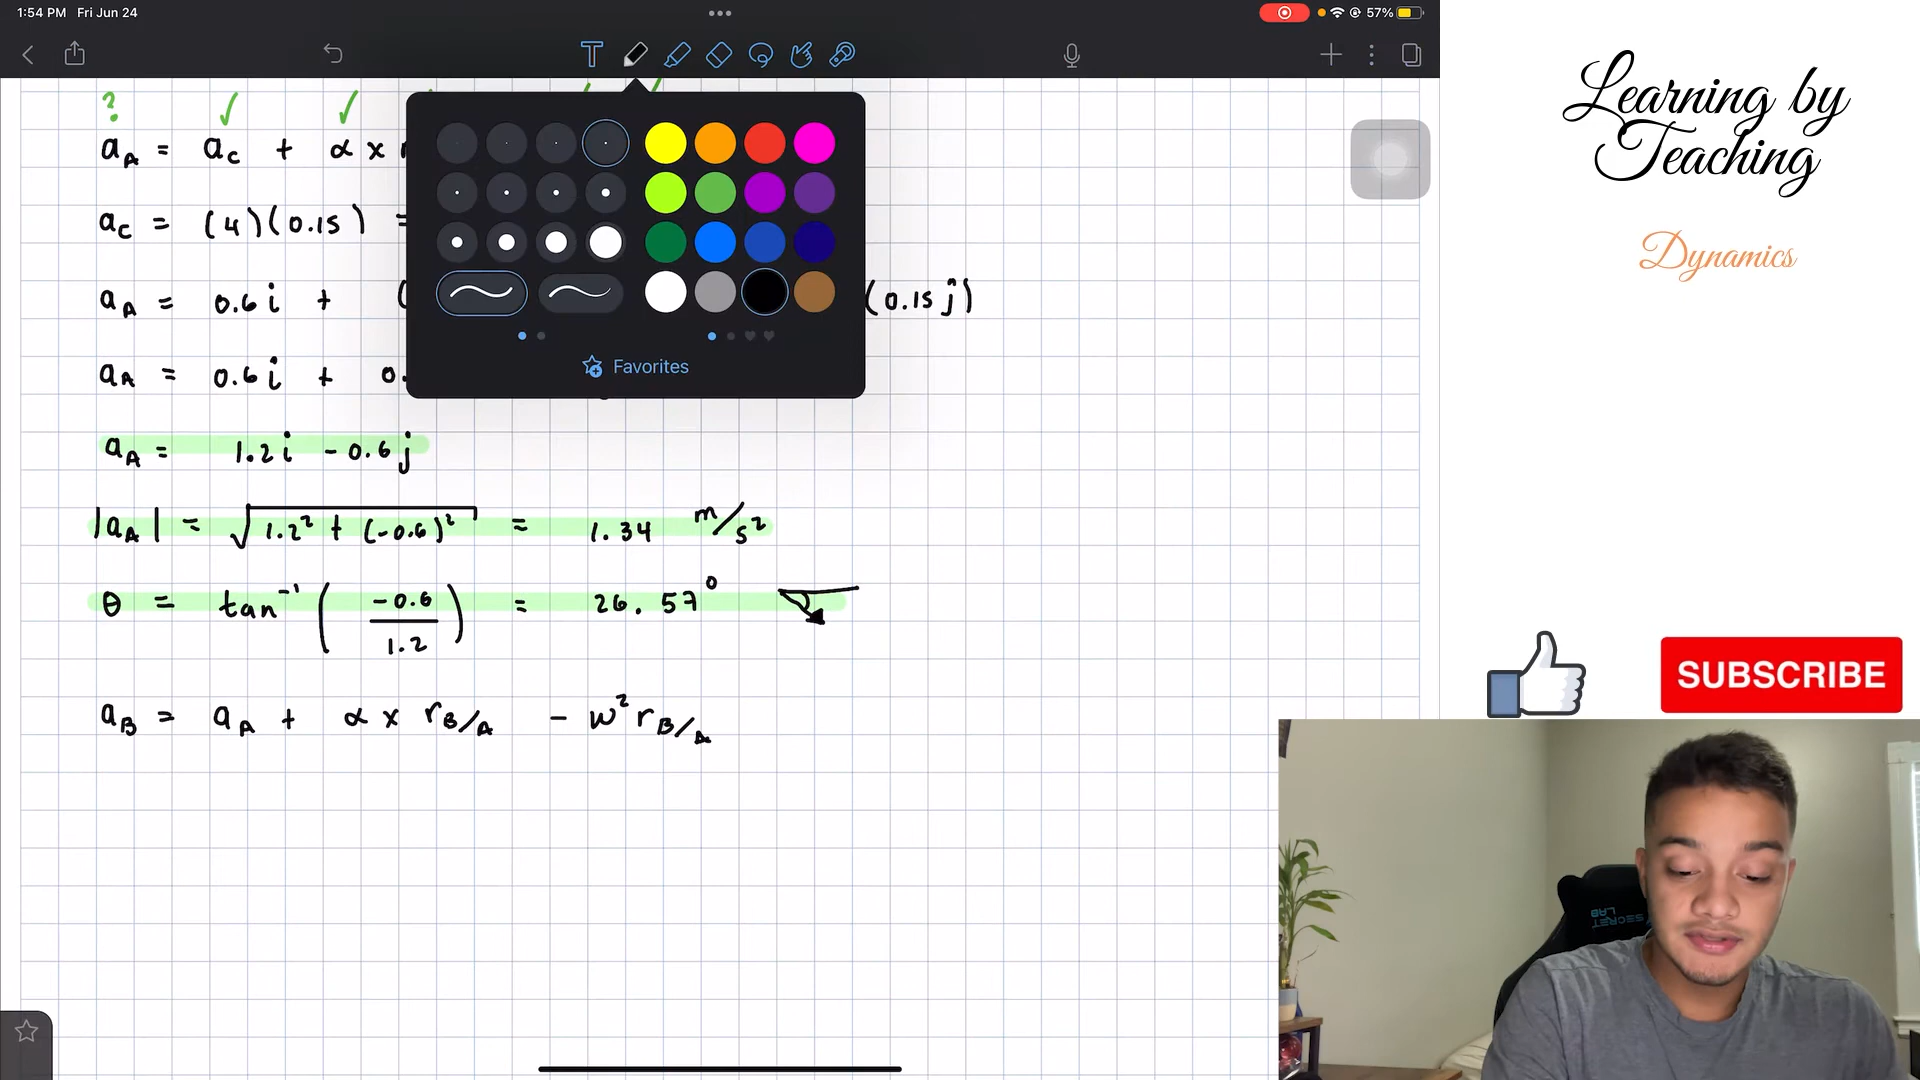 1:54 PM Fri Jun 24
57%
T
?
a_A = a_C + α x
a_C = (4)(0.15) =
a_A = 0.6 i + (0.15 ĵ)
a_A = 0.6 i + 0.
a_A = 1.2 i - 0.6 j
|a_A| = √(1.2² + (-0.6)²) = 1.34 m/s²
θ = tan⁻¹ (-0.6/1.2) = 26.57°
a_B = a_A + α x r_B/A - w² r_B/A
Favorites
Learning by
Teaching
Dynamics
SUBSCRIBE
SECRET
LAB